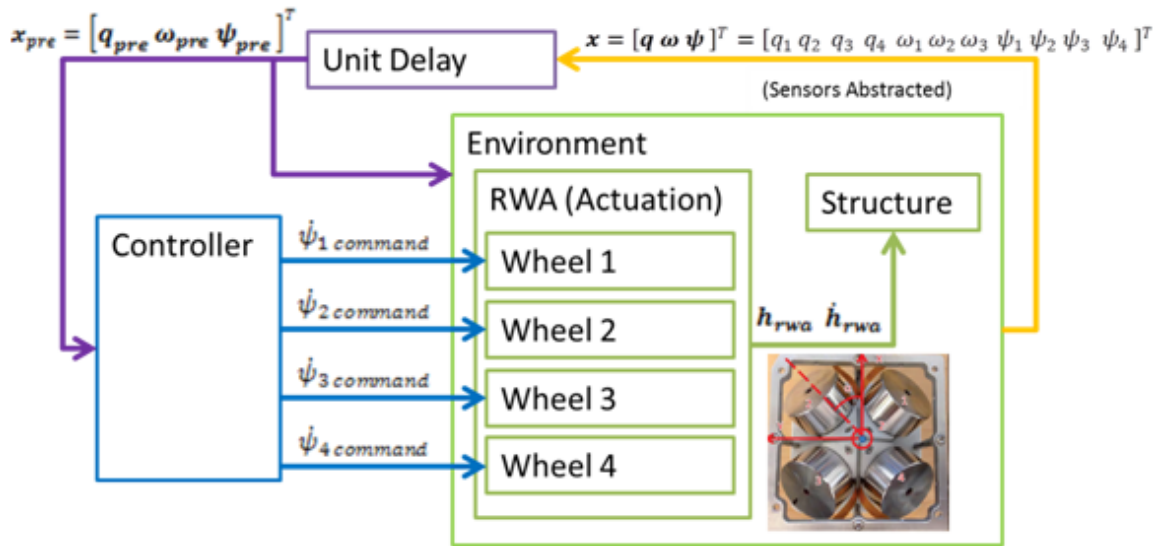 x_pre = [q_pre ω_pre ψ_pre]^T
x = [q ω ψ]^T = [q₁ q₂ q₃ q₄ ω₁ ω₂ ω₃ ψ₁ ψ₂ ψ₃ ψ₄]^T
Unit Delay
(Sensors Abstracted)
Environment
RWA (Actuation)
Structure
Controller
ψ̇₁ command
Wheel 1
ψ̇₂ command
Wheel 2
h_rwa ḣ_rwa
ψ̇₃ command
Wheel 3
ψ̇₄ command
Wheel 4